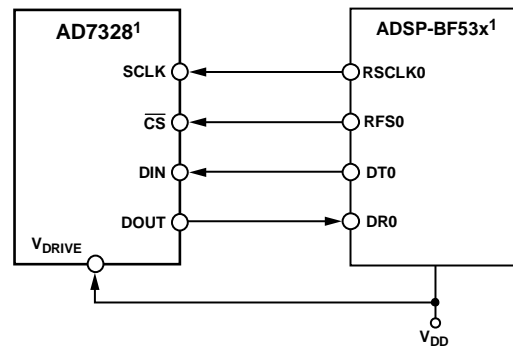 AD7328¹
ADSP-BF53x¹
SCLK
RSCLK0
CS
RFS0
DIN
DT0
DOUT
DR0
VDRIVE
VDD